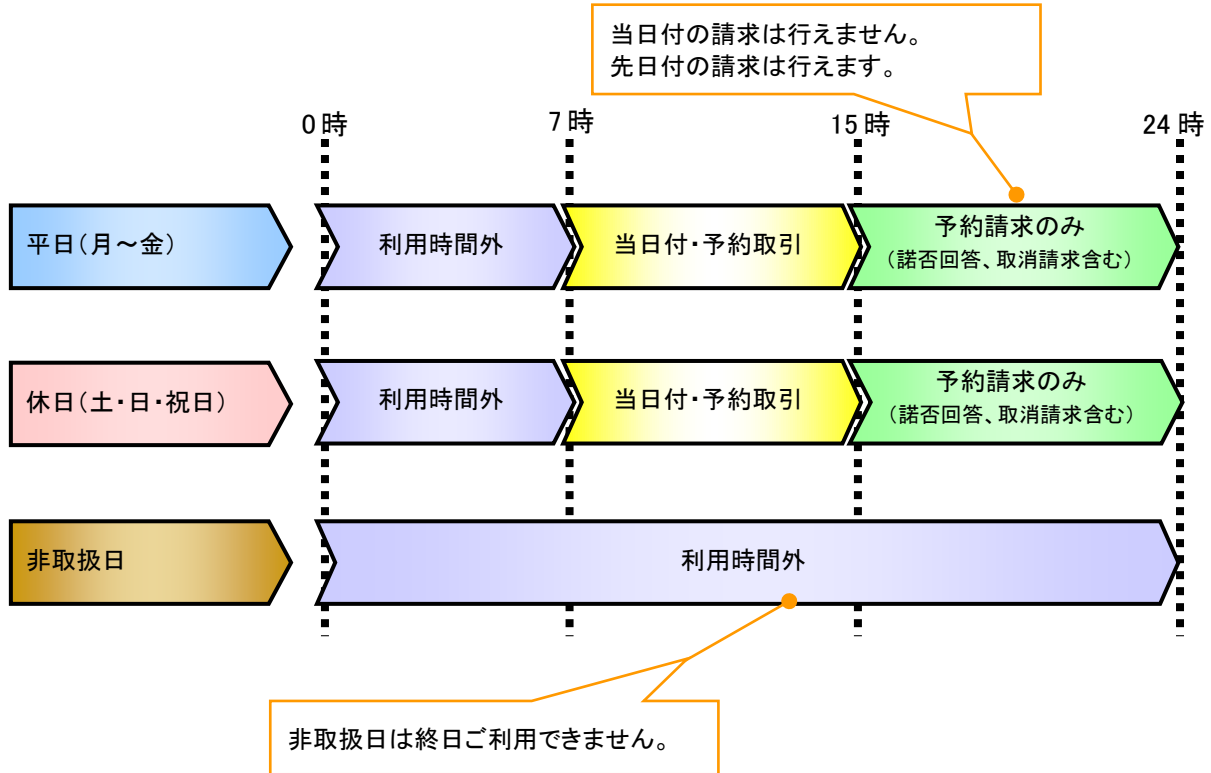 当日付の請求は行えません。
先日付の請求は行えます。
0時 7時 15時 24時
平日(月～金) 利用時間外 当日付・予約取引 予約請求のみ
(諾否回答、取消請求含む)
休日(土・日・祝日) 利用時間外 当日付・予約取引 予約請求のみ
(諾否回答、取消請求含む)
非取扱日 利用時間外
非取扱日は終日ご利用できません。